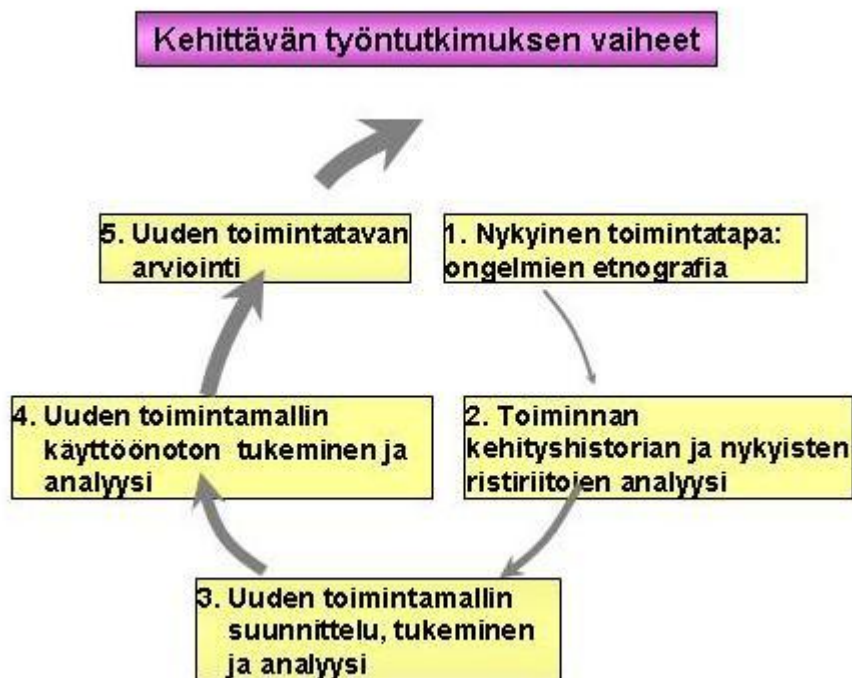 Kehittävän työntutkimuksen vaiheet
1. Nykyinen toimintatapa:
ongelmien etnografia
2. Toiminnan
kehityshistorian ja nykyisten
ristiriitojen analyysi
3. Uuden toimintamallin
suunnittelu, tukeminen
ja analyysi
4. Uuden toimintamallin
käyttöönoton tukeminen ja
analyysi
5. Uuden toimintatavan
arviointi